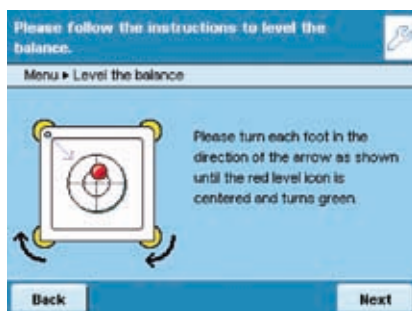 Please follow the instructions to level the
balance.
Menu ▸ Level the balance
Please turn each foot in the
direction of the arrow as shown
until the red level icon is
centered and turns green.
Back
Next